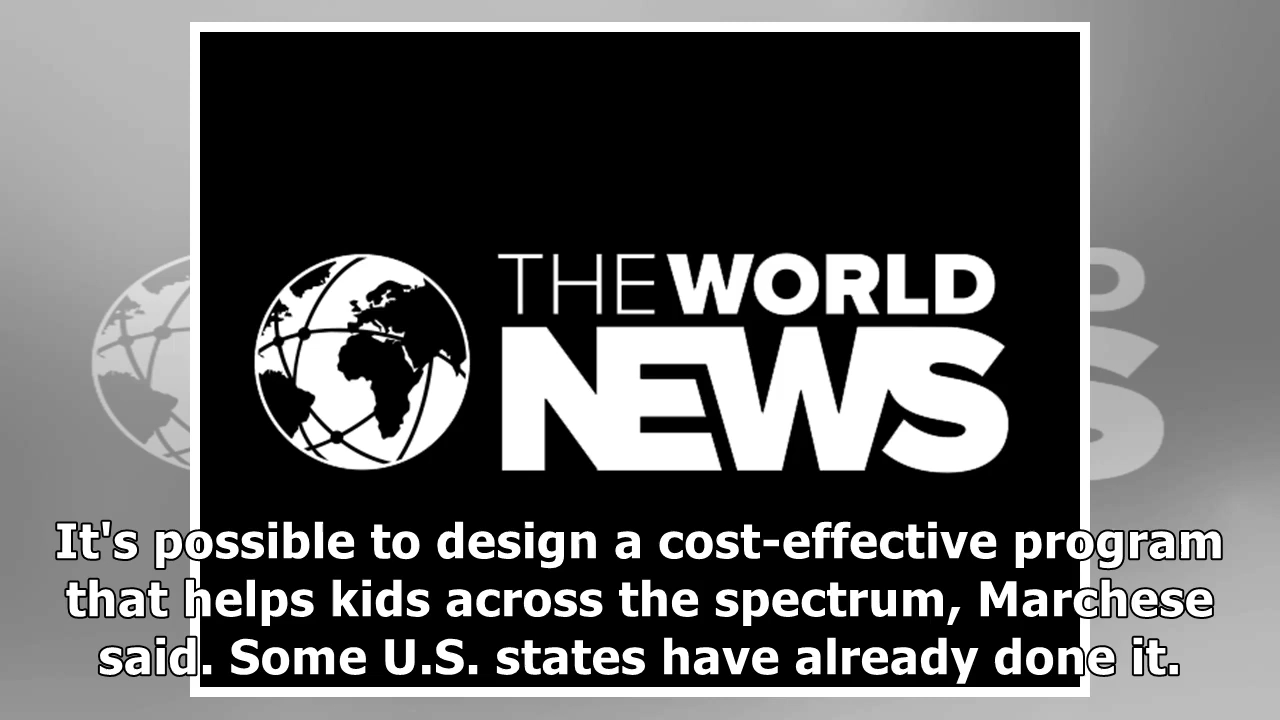 THE WORLD
NEWS
It's possible to design a cost-effective program
that helps kids across the spectrum, Marchese
said. Some U.S. states have already done it.